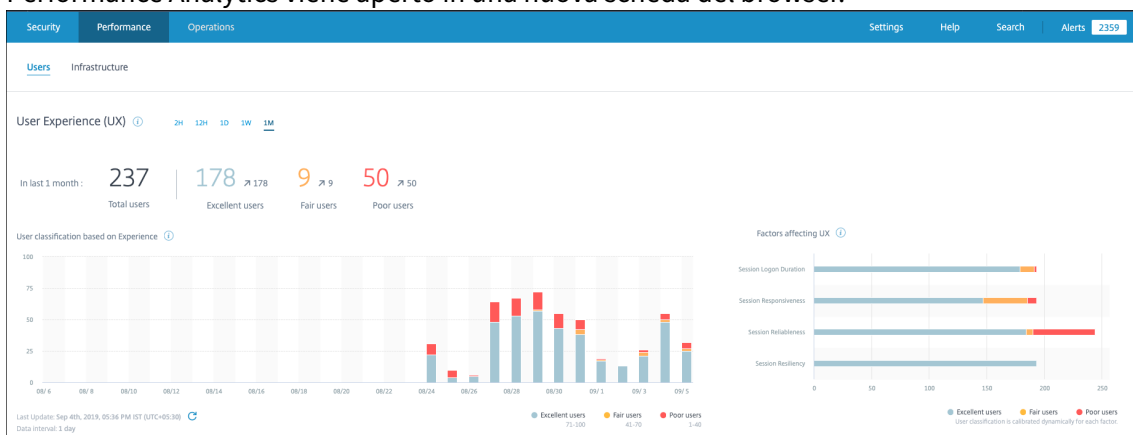 Performance Analytics viene aperto in una nuova scheda del browser.
Security Performance Operations Settings Help Search Alerts 2359
Users Infrastructure
User Experience (UX) 2H 12H 1D 1W 1M
In last 1 month : 237 178 178 9 9 50 50
Total users Excellent users Fair users Poor users
User classification based on Experience
100
75
50
25
0
08/ 6 08/ 8 08/10 08/12 08/14 08/16 08/18 08/20 08/22 08/24 08/26 08/28 08/30 09/ 1 09/ 3 09/ 5
Last Update: Sep 4th, 2019, 05:36 PM IST (UTC+05:30)
Data Interval: 1 day
Excellent users Fair users Poor users
71-100 41-70 1-40
Factors affecting UX
Session Logon Duration
Session Responsiveness
Session Reliableness
Session Resiliency
0 50 100 150 200 250
Excellent users Fair users Poor users
User classification is calibrated dynamically for each factor.